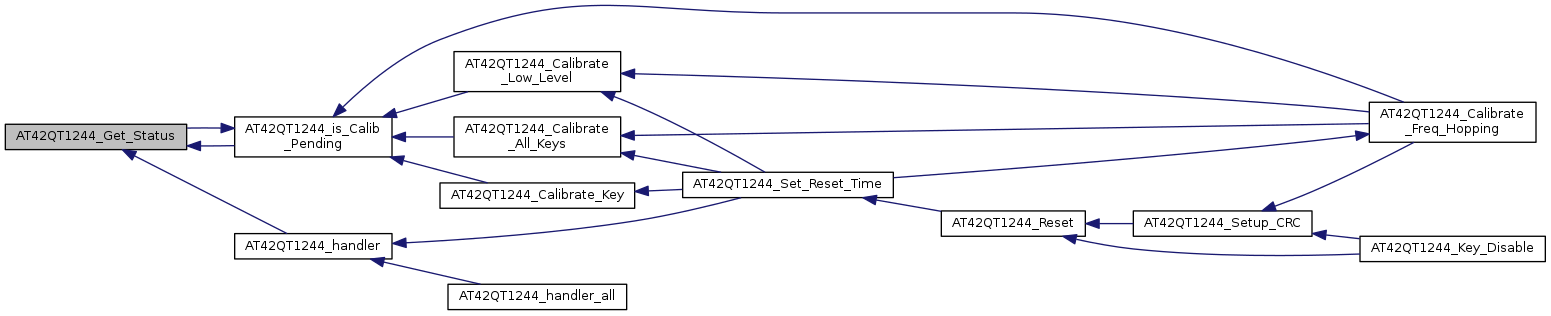 AT42QT1244_Get_Status
AT42QT1244_is_Calib
_Pending
AT42QT1244_handler
AT42QT1244_Calibrate
_Low_Level
AT42QT1244_Calibrate
_All_Keys
AT42QT1244_Calibrate_Key
AT42QT1244_handler_all
AT42QT1244_Set_Reset_Time
AT42QT1244_Reset
AT42QT1244_Setup_CRC
AT42QT1244_Calibrate
_Freq_Hopping
AT42QT1244_Key_Disable